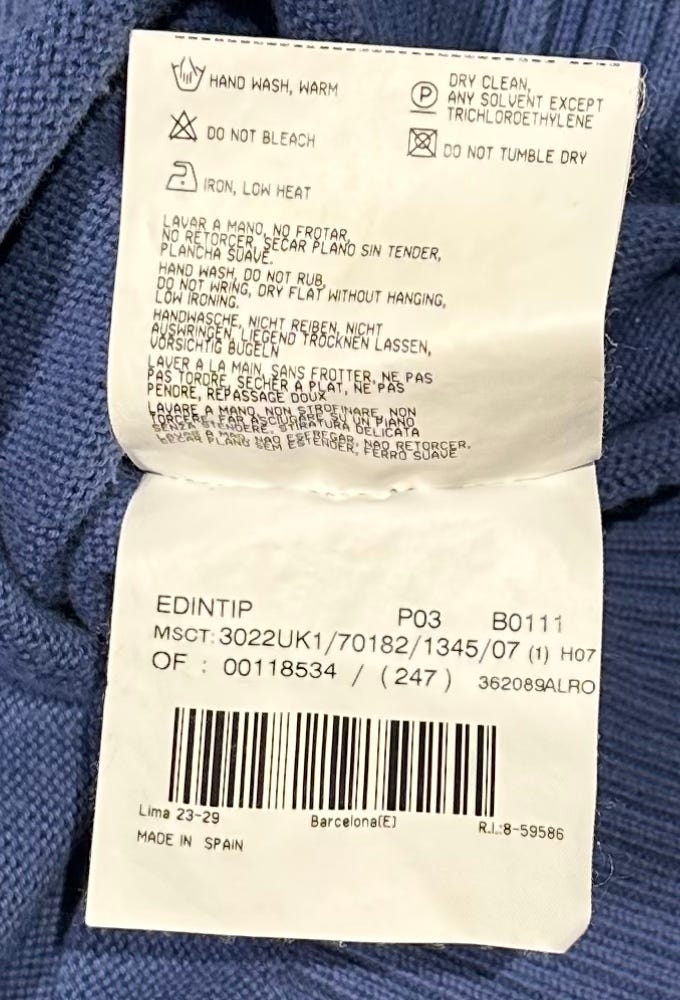 HAND WASH, WARM
DRY CLEAN,
ANY SOLVENT EXCEPT
TRICHLOROETHYLENE
P
DO NOT BLEACH
DO NOT TUMBLE DRY
IRON, LOW HEAT
LAVAR A MANO, NO FROTAR,
NO RETORCER, SECAR PLANO SIN TENDER,
PLANCHA SUAVE.
HAND WASH, DO NOT RUB,
DO NOT WRING, DRY FLAT WITHOUT HANGING,
LOW IRONING.
HANDWASCHE, NICHT REIBEN, NICHT
AUSWRINGEN, LIEGEND TROCKNEN LASSEN,
VORSICHTIG BUGELN
LAVER A LA MAIN, SANS FROTTER, NE PAS
PAS TORDRE, SECHER A PLAT, NE PAS
PENDRE, REPASSAGE DOUX
LAVARE A MANO, NON STROFINARE, NON
TORCERE, FAR ASCIUGARE SU UN PIANO
SENZA STENDERE, STIRATURA DELICATA
LAVAR A MAO, NAO ESFREGAR, NAO RETORCER,
LAVAR PLANO SEM ESTENDER, FERRO SUAVE
EDINTIP P03 B0111
MSCT: 3022UK1/70182/1345/07 (1) H07
OF : 00118534 / (247) 362089ALRO
Lima 23-29 Barcelona(E) R.I.:8-59586
MADE IN SPAIN